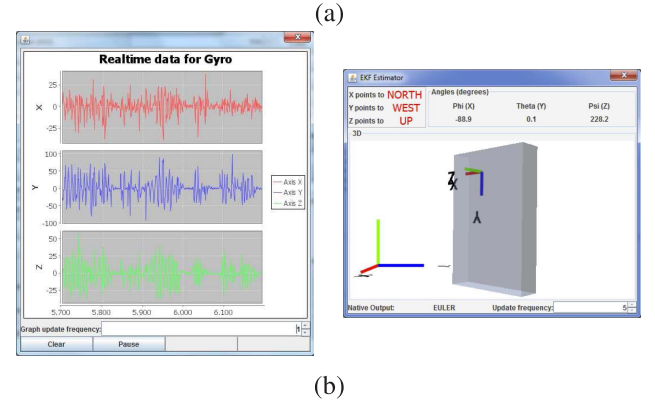 (a)
Realtime data for Gyro
25
0
-25
X
100
50
0
-50
-100
Y
50
25
0
-25
Z
5.700 5.800 5.900 6.000 6.100
Axis X
Axis Y
Axis Z
Graph update frequency: 1
Clear Pause
EKF Estimator
X points to NORTH
Y points to WEST
Z points to UP
Angles (degrees)
Phi (X) Theta (Y) Psi (Z)
-88.9 0.1 228.2
3D
Z
X
Y
Native Output: EULER Update frequency: 5
(b)